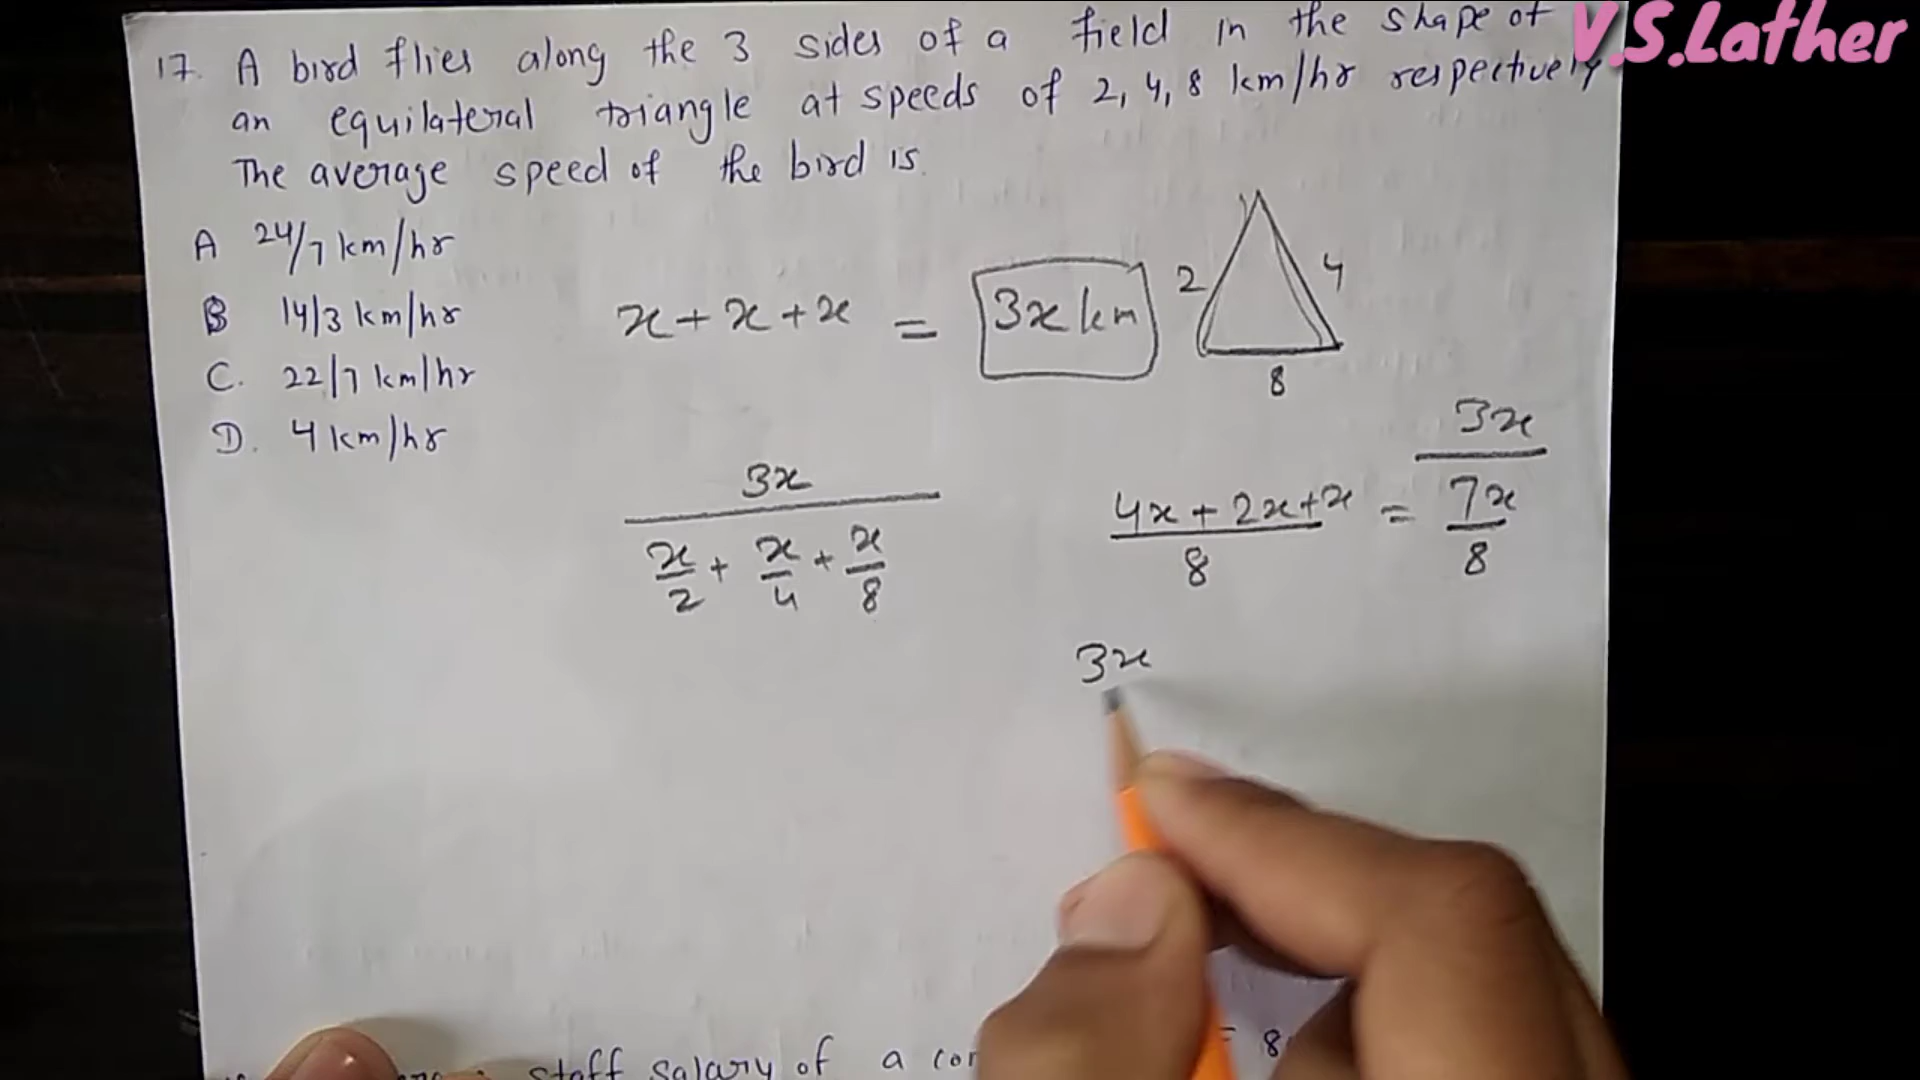 V.S.Lather
17. A bird flies along the 3 sides of a field in the shape of
an equilateral triangle at speeds of 2, 4, 8 km/hr respectively
The average speed of the bird is.
A 24/7 km/hr
B 14/3 km/hr
C. 22/7 km/hr
D. 4 km/hr
x + x + x = 3x km
2
4
8
3x
x/2 + x/4 + x/8
3x
4x + 2x + x = 7x
8 8
3x
staff salary of a